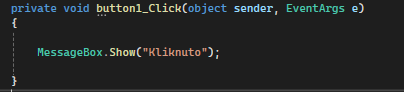 private void button1_Click(object sender, EventArgs e)
{
MessageBox.Show("Kliknuto");
}